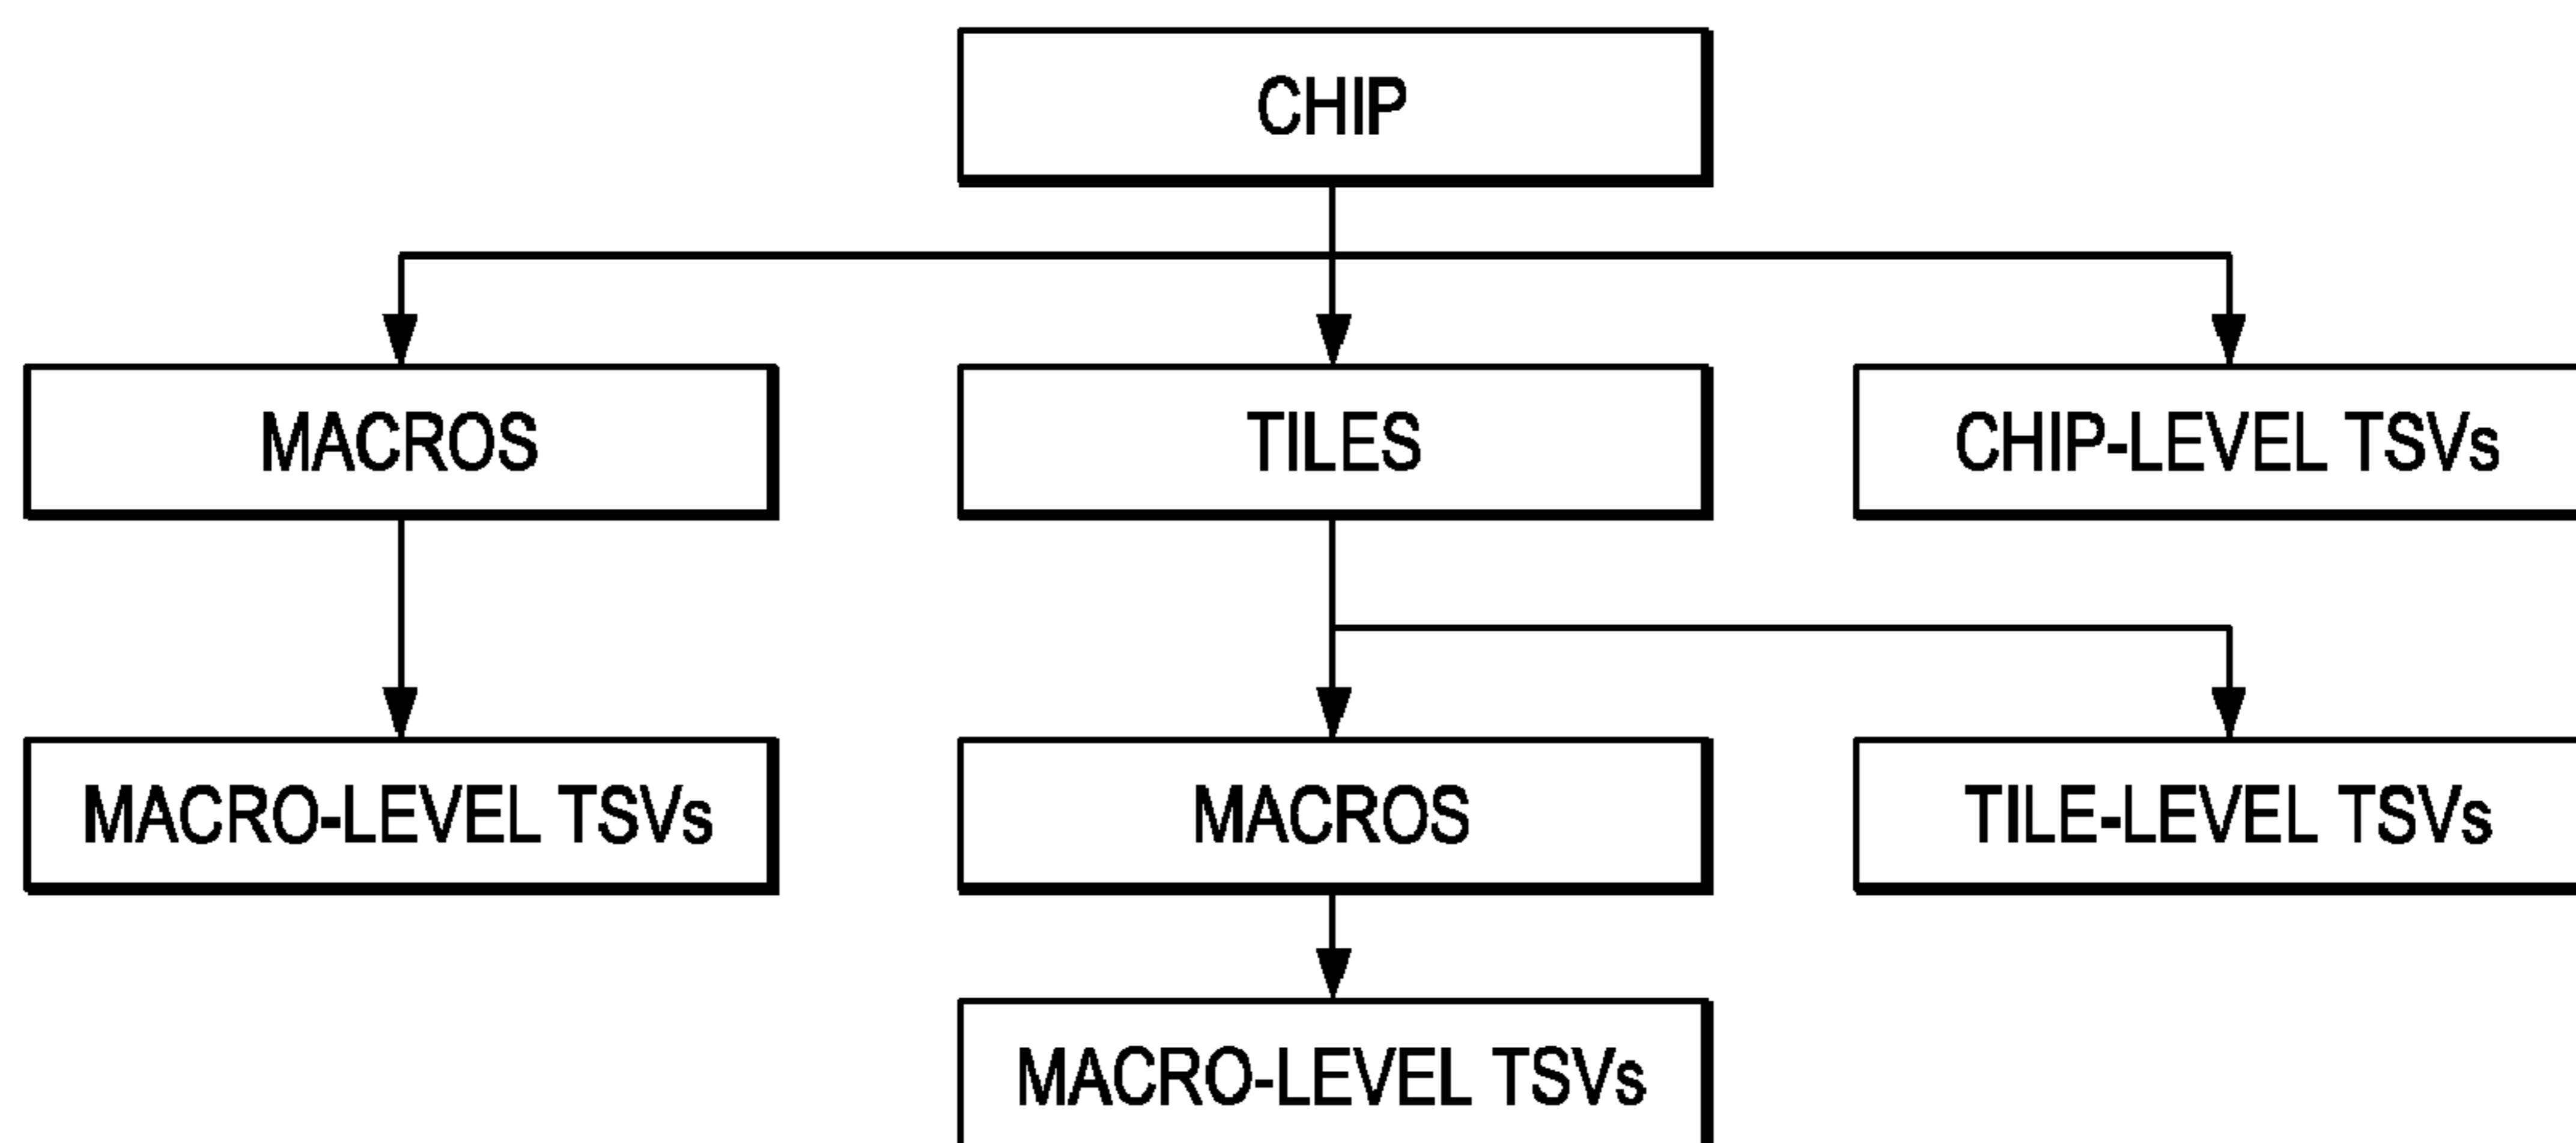 CHIP
MACROS
TILES
CHIP-LEVEL TSVs
MACRO-LEVEL TSVs
MACROS
TILE-LEVEL TSVs
MACRO-LEVEL TSVs